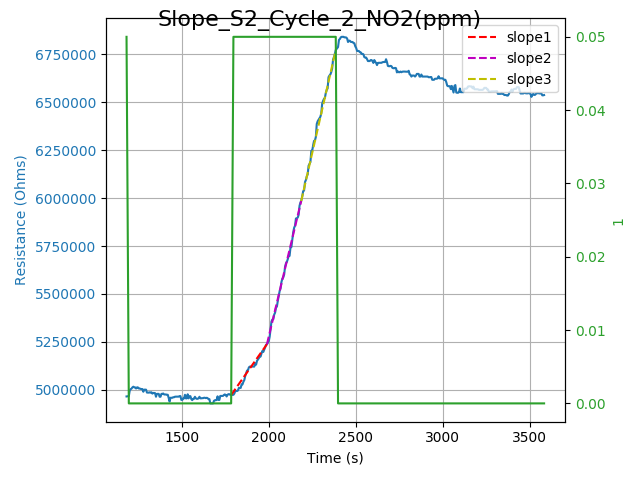 Slope_S2_Cycle_2_NO2(ppm)
slope1
slope2
slope3
6750000
6500000
6250000
6000000
5750000
5500000
5250000
5000000
Resistance (Ohms)
0.05
0.04
0.03
0.02
0.01
0.00
1
1500 2000 2500 3000 3500
Time (s)